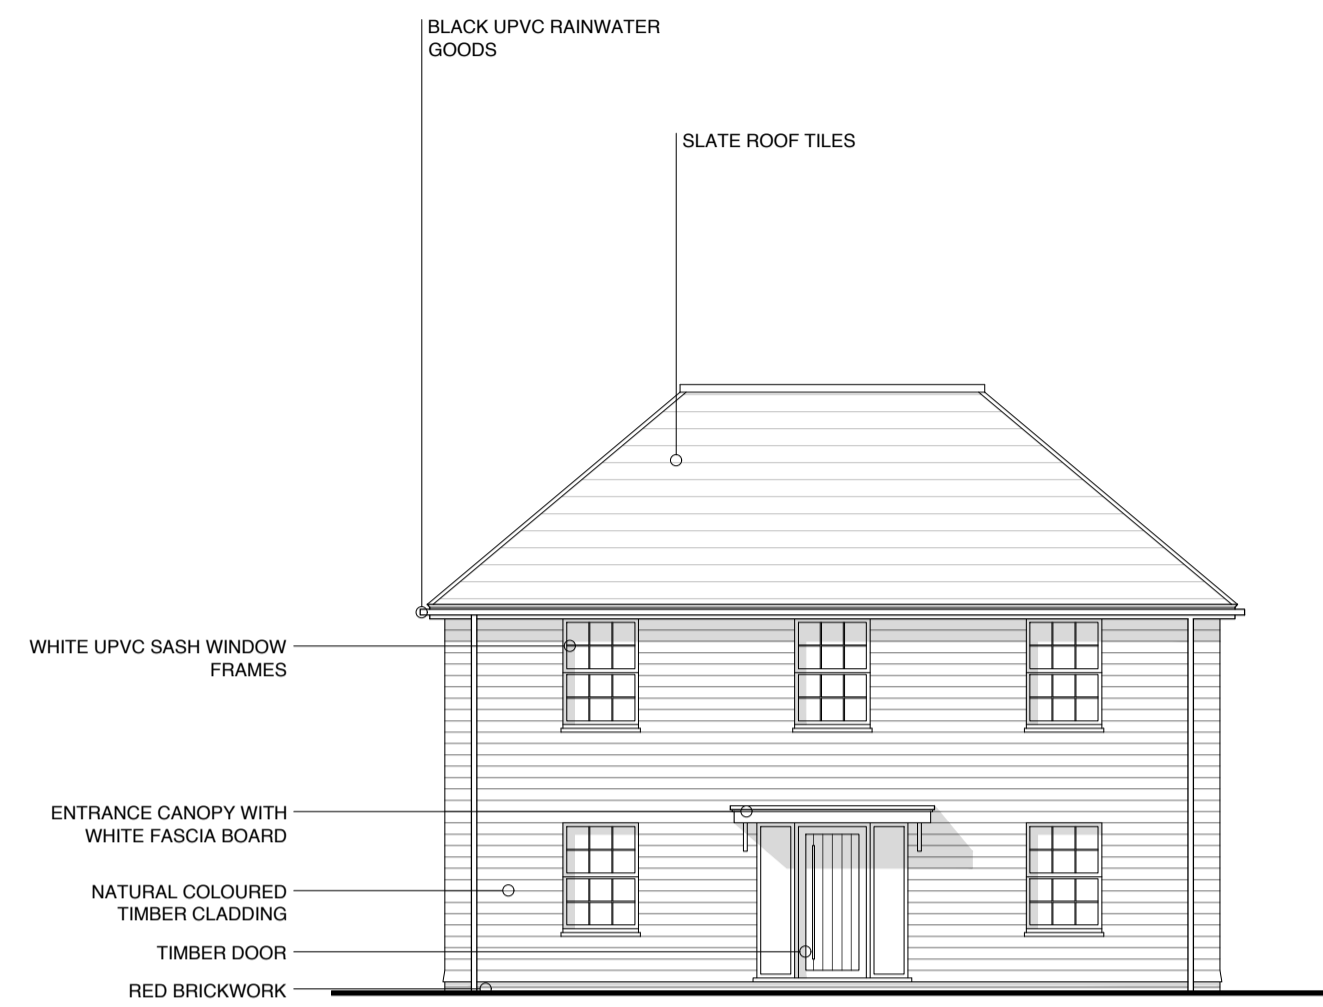 BLACK UPVC RAINWATER
GOODS
SLATE ROOF TILES
WHITE UPVC SASH WINDOW
FRAMES
ENTRANCE CANOPY WITH
WHITE FASCIA BOARD
NATURAL COLOURED
TIMBER CLADDING
TIMBER DOOR
RED BRICKWORK